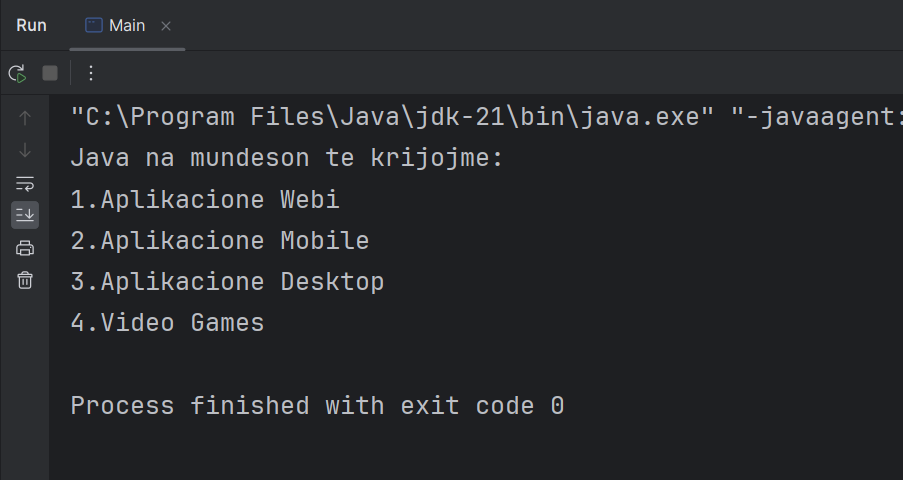 Run Main
"C:\Program Files\Java\jdk-21\bin\java.exe" "-javaagent:
Java na mundeson te krijojme:
1.Aplikacione Webi
2.Aplikacione Mobile
3.Aplikacione Desktop
4.Video Games
Process finished with exit code 0